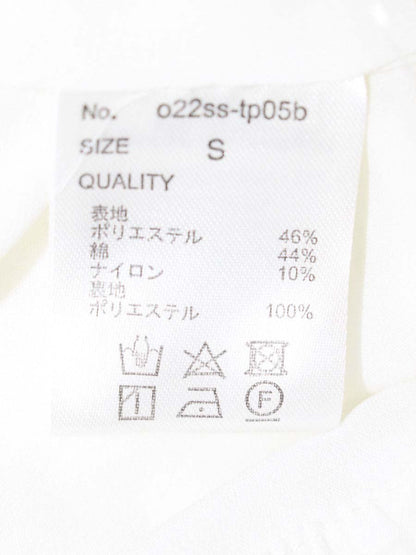 No. o22ss-tp05b
SIZE S
QUALITY
表地
ポリエステル 46%
綿 44%
ナイロン 10%
表地
ポリエステル 100%
F